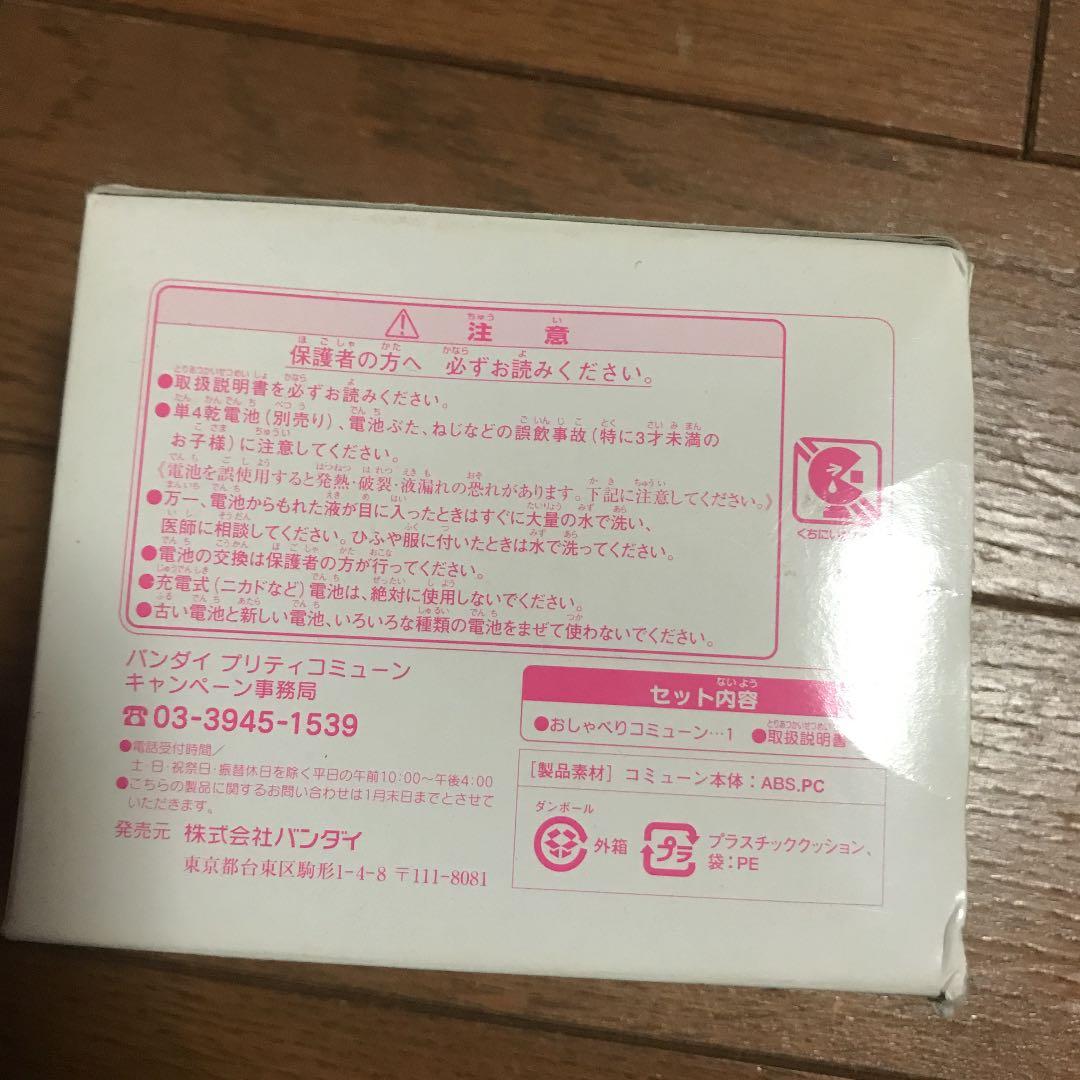 注意
保護者の方へ 必ずお読みください。
●取扱説明書を必ずお読みください。
●単4乾電池(別売り)、電池ぶた、ねじなどの誤飲事故(特に3才未満の
お子様)に注意してください。
《電池を誤使用すると発熱・破裂・液漏れの恐れがあります。下記に注意してください。》
●万一、電池からもれた液が目に入ったときはすぐに大量の水で洗い、
医師に相談してください。ひふや服に付いたときは水で洗ってください。
●電池の交換は保護者の方が行ってください。
●充電式(ニカドなど)電池は、絶対に使用しないでください。
●古い電池と新しい電池、いろいろな種類の電池をまぜて使わないでください。
くちにい
バンダイ プリティコミューン
キャンペーン事務局
☎03-3945-1539
●電話受付時間/
土・日・祝祭日・振替休日を除く平日の午前10:00〜午後4:00
●こちらの製品に関するお問い合わせは1月末日までとさせて
いただきます。
発売元 株式会社バンダイ
東京都台東区駒形1-4-8 〒111-8081
セット内容
●おしゃべりコミューン…1 ●取扱説明書
[製品素材] コミューン本体:ABS.PC
ダンボール
外箱
プラ
プラスチッククッション、
袋:PE